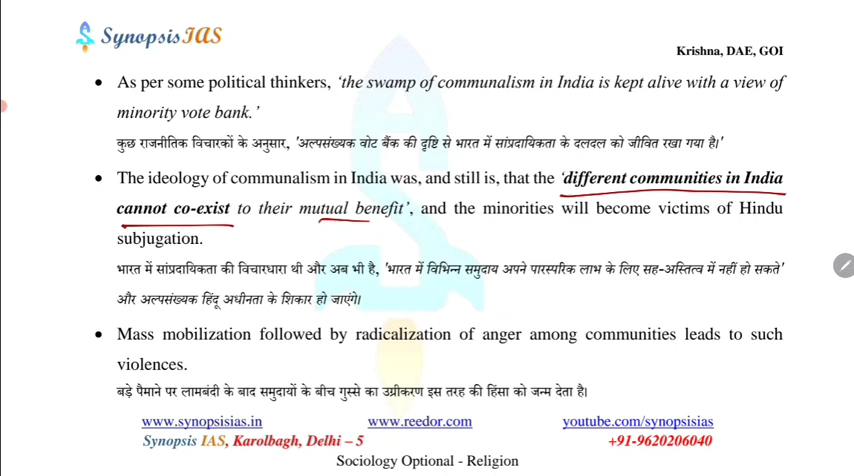 Synopsis IAS
Krishna, DAE, GOI
• As per some political thinkers, ‘the swamp of communalism in India is kept alive with a view of
minority vote bank.’
कुछ राजनीतिक विचारकों के अनुसार, 'अल्पसंख्यक वोट बैंक की दृष्टि से भारत में सांप्रदायिकता के दलदल को जीवित रखा गया है।'
• The ideology of communalism in India was, and still is, that the ‘different communities in India
cannot co-exist to their mutual benefit’, and the minorities will become victims of Hindu
subjugation.
भारत में सांप्रदायिकता की विचारधारा थी और अब भी है, 'भारत में विभिन्न समुदाय अपने पारस्परिक लाभ के लिए सह-अस्तित्व में नहीं हो सकते'
और अल्पसंख्यक हिंदू अधीनता के शिकार हो जाएंगे।
• Mass mobilization followed by radicalization of anger among communities leads to such
violences.
बड़े पैमाने पर लामबंदी के बाद समुदायों के बीच गुस्से का उग्रीकरण इस तरह की हिंसा को जन्म देता है।
www.synopsisias.in www.reedor.com youtube.com/synopsisias
Synopsis IAS, Karolbagh, Delhi – 5 +91-9620206040
Sociology Optional - Religion